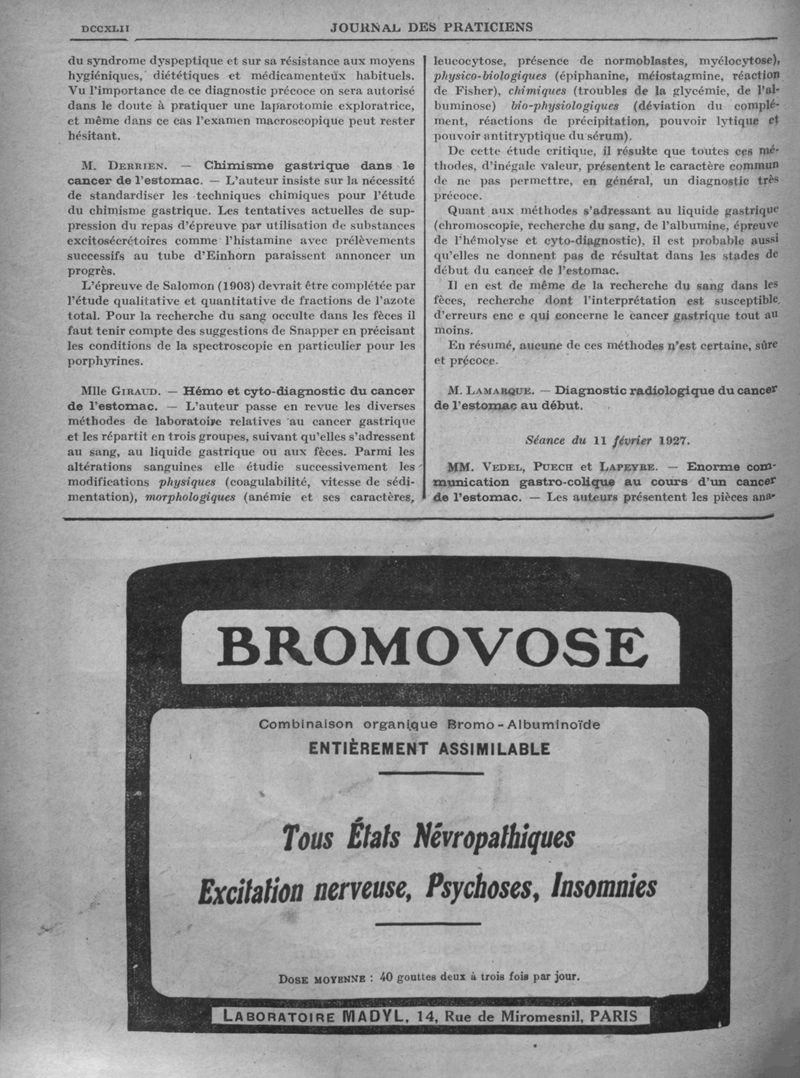 DCCXLII
JOURNAL DES PRATICIENS
du syndrome dyspeptique et sur sa résistance aux moyens
hygiéniques, diététiques et médicamenteux habituels.
Vu l'importance de ce diagnostic précoce on sera autorisé
dans le doute à pratiquer une laparotomie exploratrice,
et même dans ce cas l'examen macroscopique peut rester
hésitant.
M. DERRIEN. — Chimisme gastrique dans le
cancer de l'estomac. — L'auteur insiste sur la nécessité
de standardiser les techniques chimiques pour l'étude
du chimisme gastrique. Les tentatives actuelles de sup-
pression du repas d'épreuve par utilisation de substances
excitosécrétoires comme l'histamine avec prélèvements
successifs au tube d'Einhorn paraissent annoncer un
progrès.
L'épreuve de Salomon (1903) devrait être complétée par
l'étude qualitative et quantitative de fractions de l'azote
total. Pour la recherche du sang occulte dans les fèces il
faut tenir compte des suggestions de Snapper en précisant
les conditions de la spectroscopie en particulier pour les
porphyrines.
Mlle GIRAUD. — Hémo et cyto-diagnostic du cancer
de l'estomac. — L'auteur passe en revue les diverses
méthodes de laboratoire relatives au cancer gastrique
et les répartit en trois groupes, suivant qu'elles s'adressent
au sang, au liquide gastrique ou aux fèces. Parmi les
altérations sanguines elle étudie successivement les
modifications physiques (coagulabilité, vitesse de sédi-
mentation), morphologiques (anémie et ses caractères,
leucocytose, présence de normoblastes, myélocytose),
physico-biologiques (épiphanine, méiostagmine, réaction
de Fisher), chimiques (troubles de la glycémie, de l'al-
buminose) bio-physiologiques (déviation du complé-
ment, réactions de précipitation, pouvoir lytique et
pouvoir antitryptique du sérum).
De cette étude critique, il résulte que toutes ces mé-
thodes, d'inégale valeur, présentent le caractère commun
de ne pas permettre, en général, un diagnostic très
précoce.
Quant aux méthodes s'adressant au liquide gastrique
(chromoscopie, recherche du sang, de l'albumine, épreuve
de l'hémolyse et cyto-diagnostic), il est probable aussi
qu'elles ne donnent pas de résultat dans les stades de
début du cancer de l'estomac.
Il en est de même de la recherche du sang dans les
fèces, recherche dont l'interprétation est susceptible
d'erreurs enc e qui concerne le cancer gastrique tout au
moins.
En résumé, aucune de ces méthodes n'est certaine, sûre
et précoce.
M. LAMARQUE. — Diagnostic radiologique du cancer
de l'estomac au début.
Séance du 11 février 1927.
MM. VEDEL, PUECH et LAPEYRE. — Enorme com-
munication gastro-colique au cours d'un cancer
de l'estomac. — Les auteurs présentent les pièces ana-
BROMOVOSE
Combinaison organique Bromo-Albuminoïde
ENTIÈREMENT ASSIMILABLE
Tous États Névropathiques
Excitation nerveuse, Psychoses, Insomnies
DOSE MOYENNE : 40 gouttes deux à trois fois par jour.
LABORATOIRE MADYL, 14, Rue de Miromesnil, PARIS